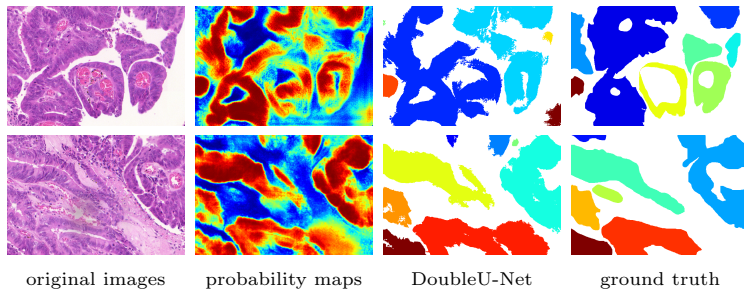 original images
probability maps
DoubleU-Net
ground truth